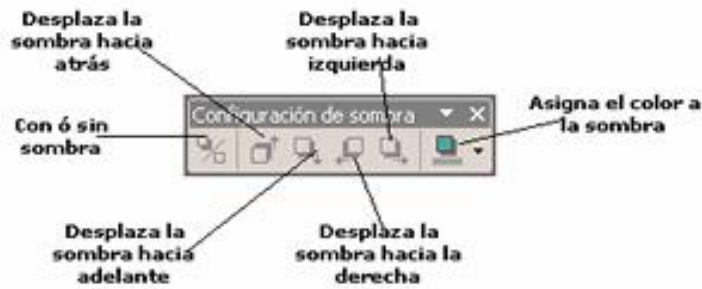 Desplaza la
sombra hacia
atrás
Desplaza la
sombra hacia
izquierda
Con ó sin
sombra
Configuración de sombra
Asigna el color a
la sombra
Desplaza la
sombra hacia
adelante
Desplaza la
sombra hacia la
derecha